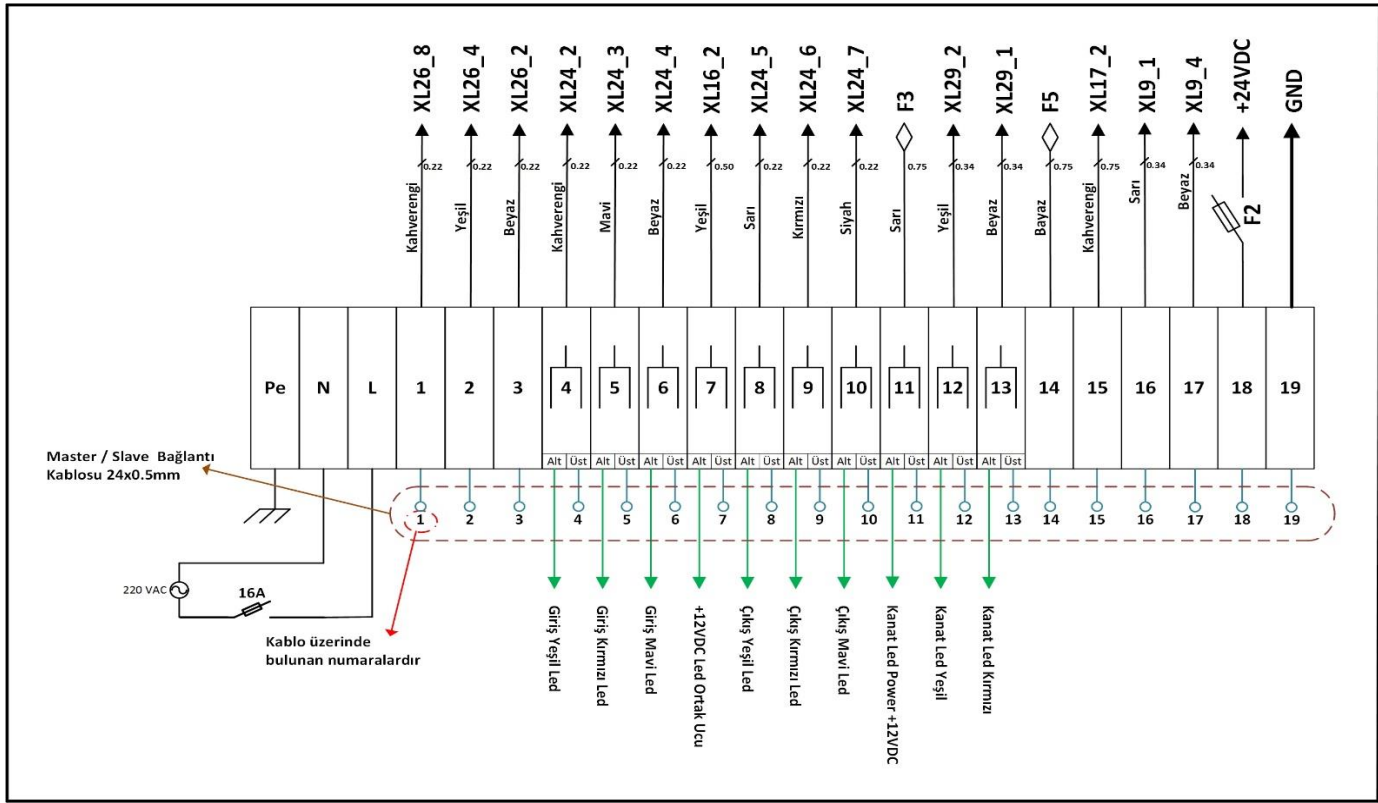 XL26_8
XL26_4
XL26_2
XL24_2
XL24_3
XL24_4
XL16_2
XL24_5
XL24_6
XL24_7
F3
XL29_2
XL29_1
F5
XL17_2
XL9_1
XL9_4
+24VDC
GND
0.22
0.22
0.22
0.22
0.22
0.22
0.50
0.22
0.22
0.22
0.75
0.34
0.34
0.75
0.75
0.34
0.34
Kahverengi
Yeşil
Beyaz
Kahverengi
Mavi
Beyaz
Yeşil
Sarı
Kırmızı
Siyah
Sarı
Yeşil
Beyaz
Bayaz
Kahverengi
Sarı
Beyaz
F2
Pe
N
L
1
2
3
4
5
6
7
8
9
10
11
12
13
14
15
16
17
18
19
Alt Üst
Alt Üst
Alt Üst
Alt Üst
Alt Üst
Alt Üst
Alt Üst
Alt Üst
Alt Üst
Alt Üst
Master / Slave Bağlantı
Kablosu 24x0.5mm
1
2
3
4
5
6
7
8
9
10
11
12
13
14
15
16
17
18
19
220 VAC
16A
Kablo üzerinde
bulunan numaralardır
Giriş Yeşil Led
Giriş Kırmızı Led
Giriş Mavi Led
+12VDC Led Ortak Ucu
Çıkış Yeşil Led
Çıkış Kırmızı Led
Çıkış Mavi Led
Kanat Led Power +12VDC
Kanat Led Yeşil
Kanat Led Kırmızı